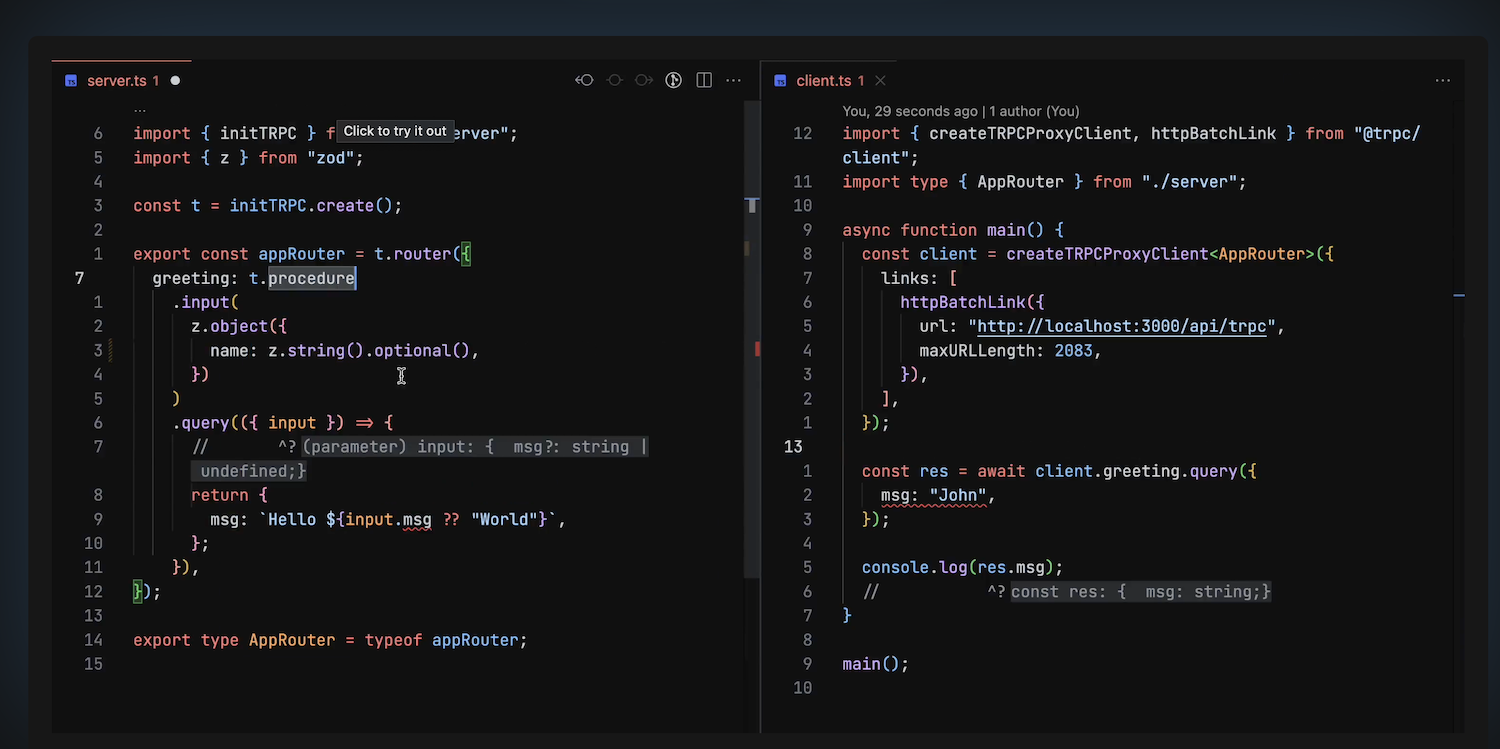 server.ts 1
...
6 import { initTRPC } f erver";
Click to try it out
5 import { z } from "zod";
4
3 const t = initTRPC.create();
2
1 export const appRouter = t.router({
7 greeting: t.procedure
1 .input(
2 z.object({
3 name: z.string().optional(),
4 })
5 )
6 .query(({ input }) => {
7 // ^? (parameter) input: { msg?: string |
undefined;}
8 return {
9 msg: `Hello ${input.msg ?? "World"}`,
10 };
11 }),
12 });
13
14 export type AppRouter = typeof appRouter;
15
client.ts 1
You, 29 seconds ago | 1 author (You)
12 import { createTRPCProxyClient, httpBatchLink } from "@trpc/
client";
11 import type { AppRouter } from "./server";
10
9 async function main() {
8 const client = createTRPCProxyClient<AppRouter>({
7 links: [
6 httpBatchLink({
5 url: "http://localhost:3000/api/trpc",
4 maxURLLength: 2083,
3 }),
2 ],
1 });
13
1 const res = await client.greeting.query({
2 msg: "John",
3 });
4
5 console.log(res.msg);
6 // ^? const res: { msg: string;}
7 }
8
9 main();
10